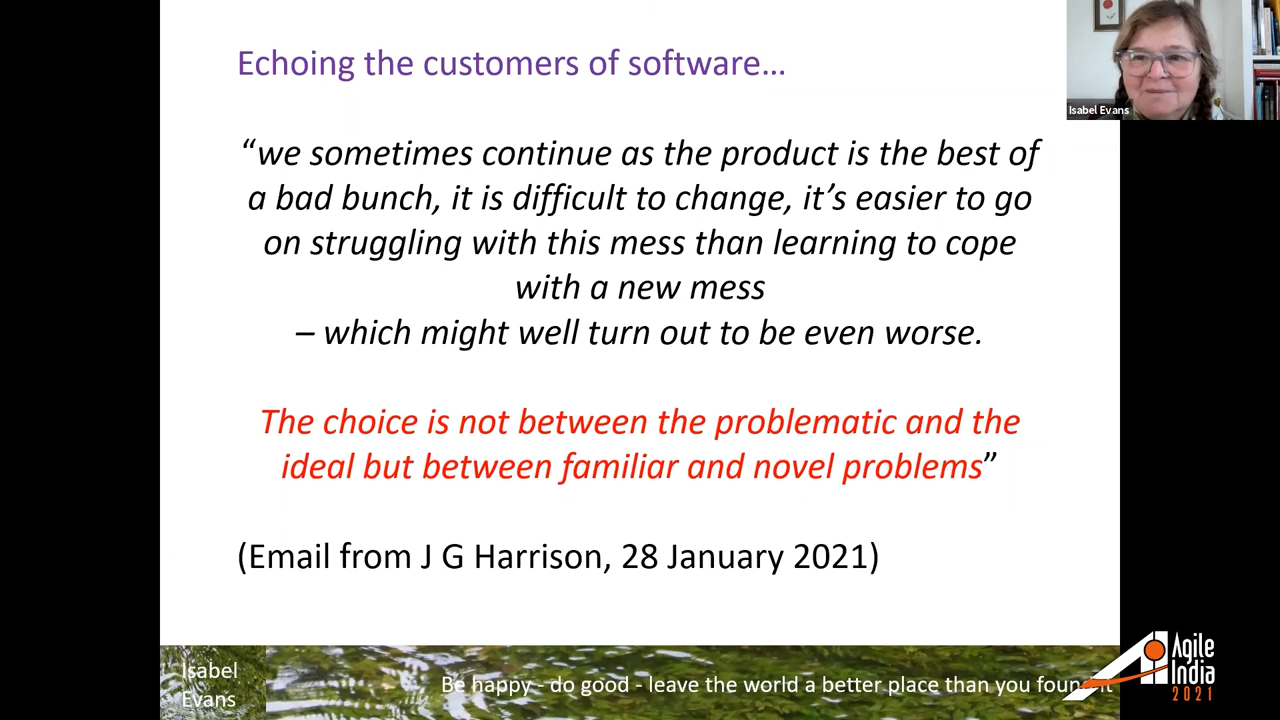 Echoing the customers of software...
Isabel Evans
“we sometimes continue as the product is the best of
a bad bunch, it is difficult to change, it’s easier to go
on struggling with this mess than learning to cope
with a new mess
– which might well turn out to be even worse.
The choice is not between the problematic and the
ideal but between familiar and novel problems”
(Email from J G Harrison, 28 January 2021)
Isabel
Evans
Be happy - do good - leave the world a better place than you found it
Agile
India
2021